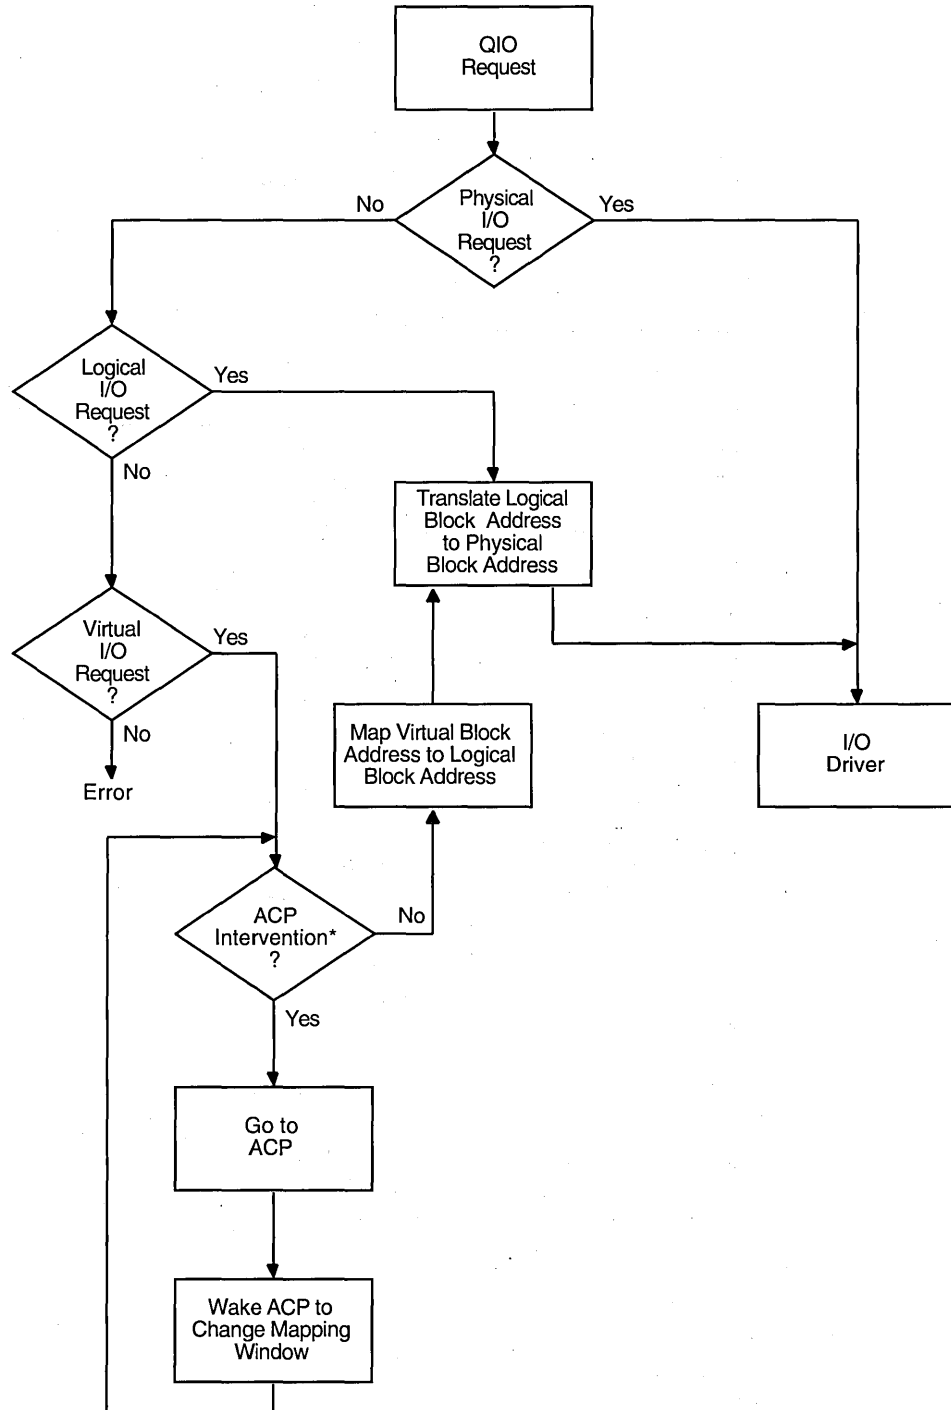 QIO
Request
Physical
I/O
Request
?
No
Yes
Logical
I/O
Request
?
Yes
No
Translate Logical
Block Address
to Physical
Block Address
Virtual
I/O
Request
?
Yes
No
Error
Map Virtual Block
Address to Logical
Block Address
I/O
Driver
ACP
Intervention*
?
No
Yes
Go to
ACP
Wake ACP to
Change Mapping
Window